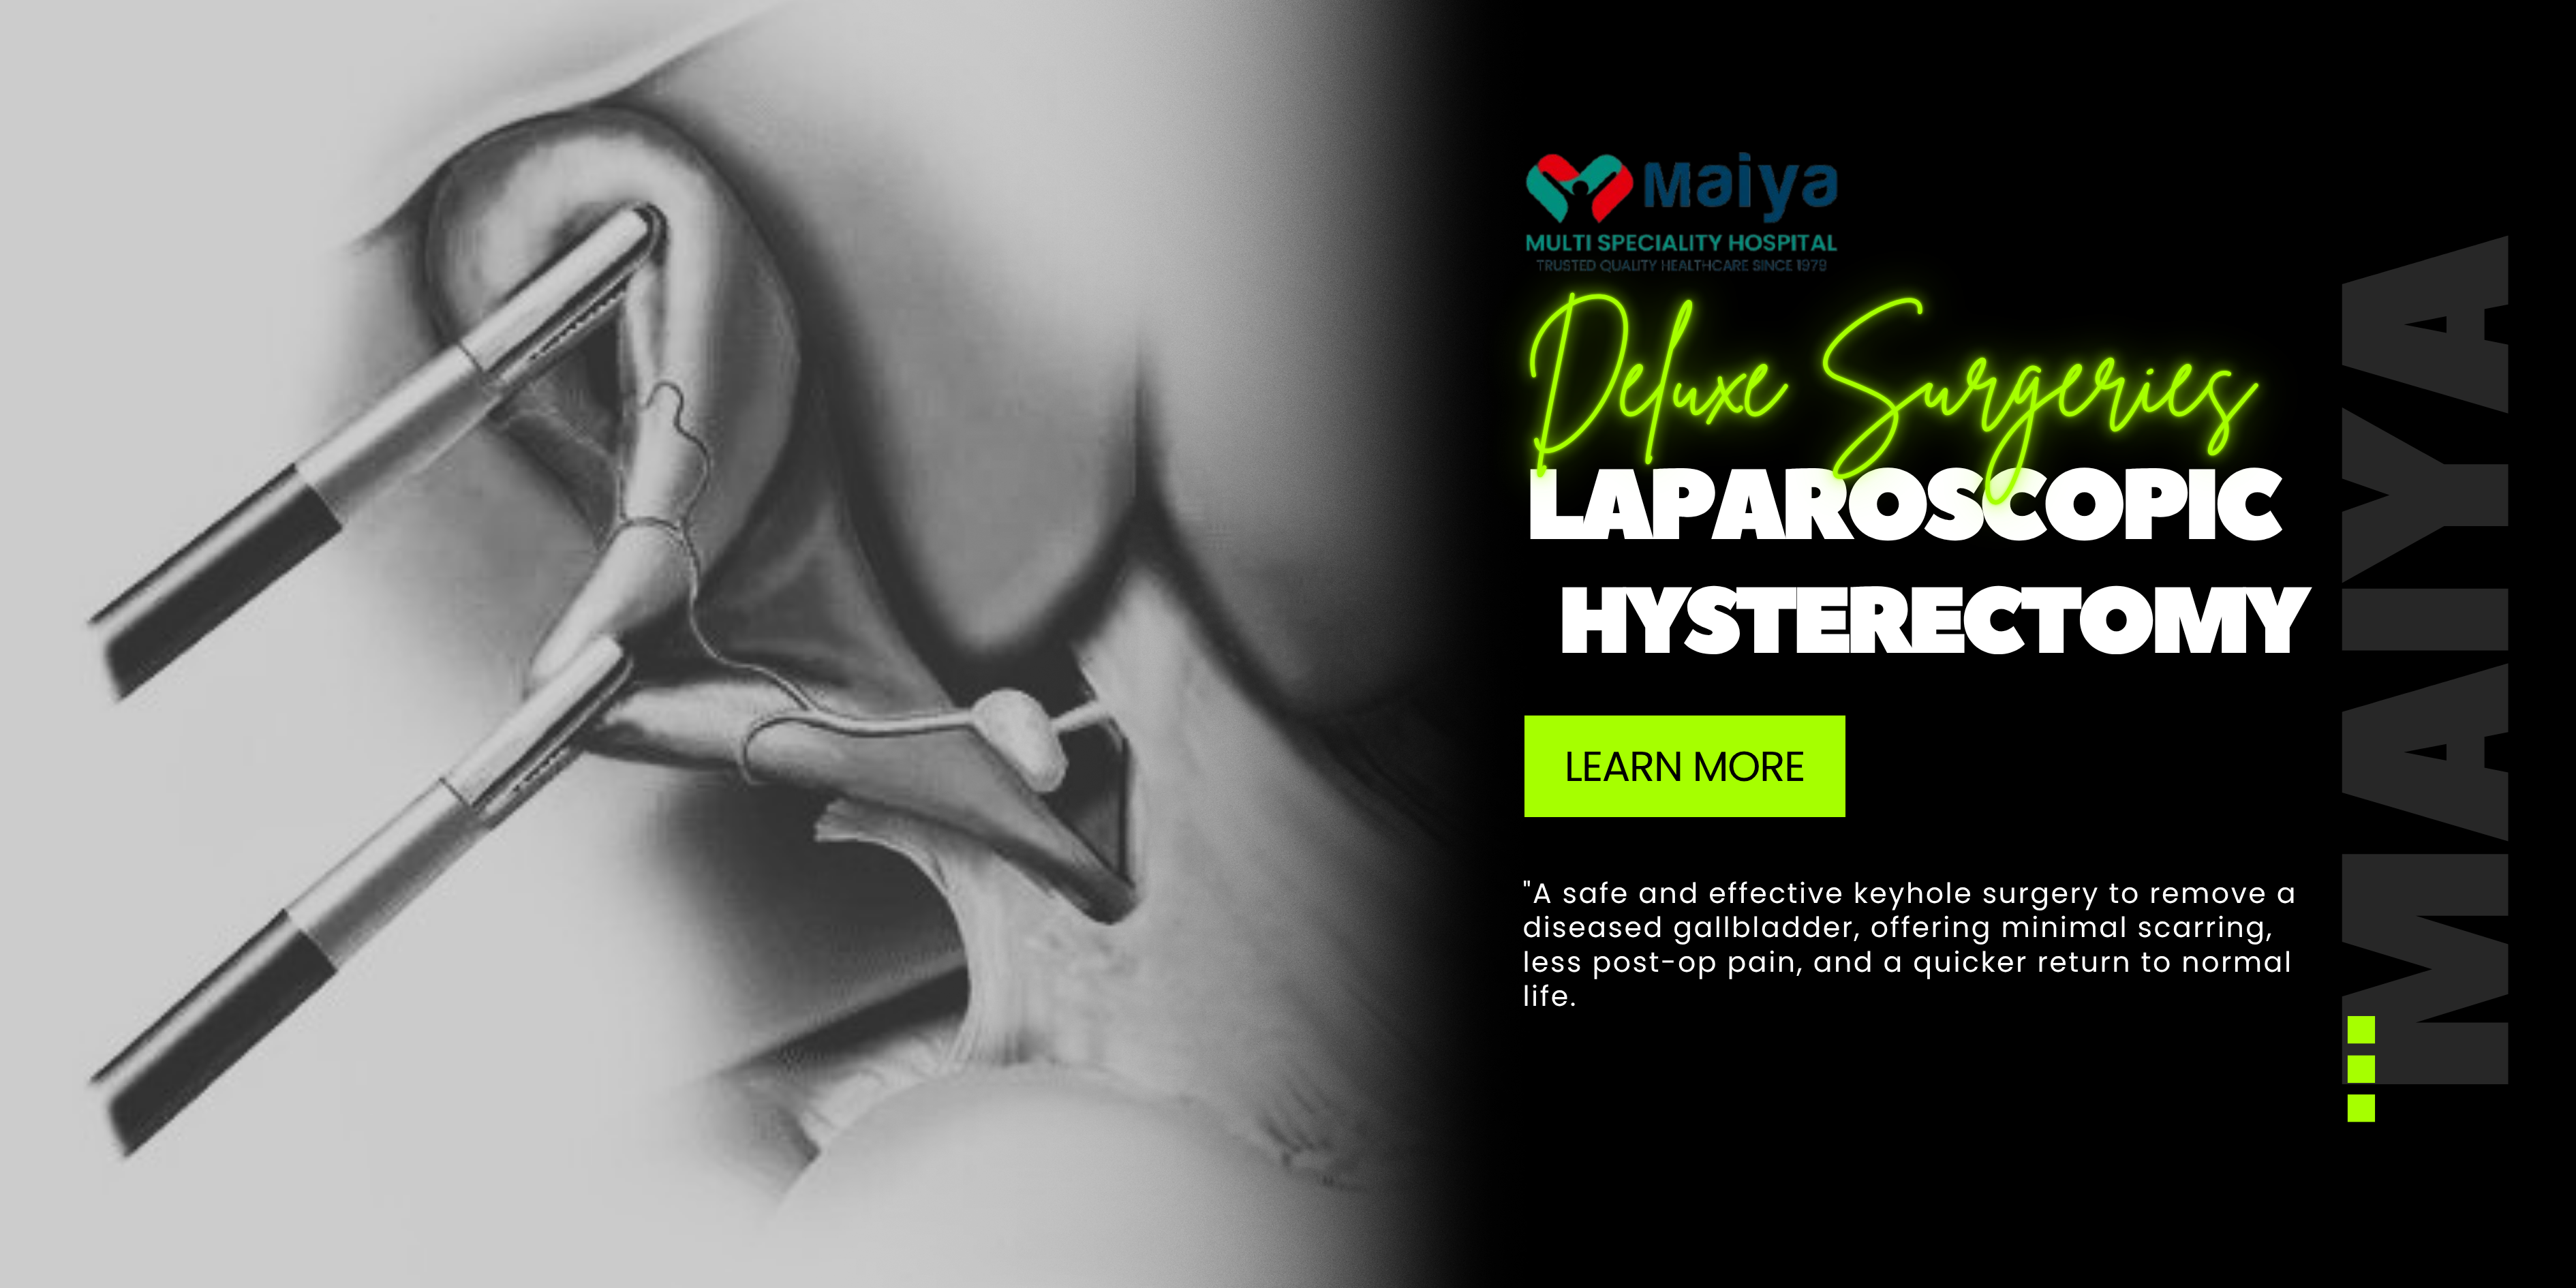 Maiya
MULTI SPECIALITY HOSPITAL
TRUSTED QUALITY HEALTHCARE SINCE 1979
Deluxe Surgeries
LAPAROSCOPIC
HYSTERECTOMY
LEARN MORE
"A safe and effective keyhole surgery to remove a
diseased gallbladder, offering minimal scarring,
less post-op pain, and a quicker return to normal
life.
MAIYA